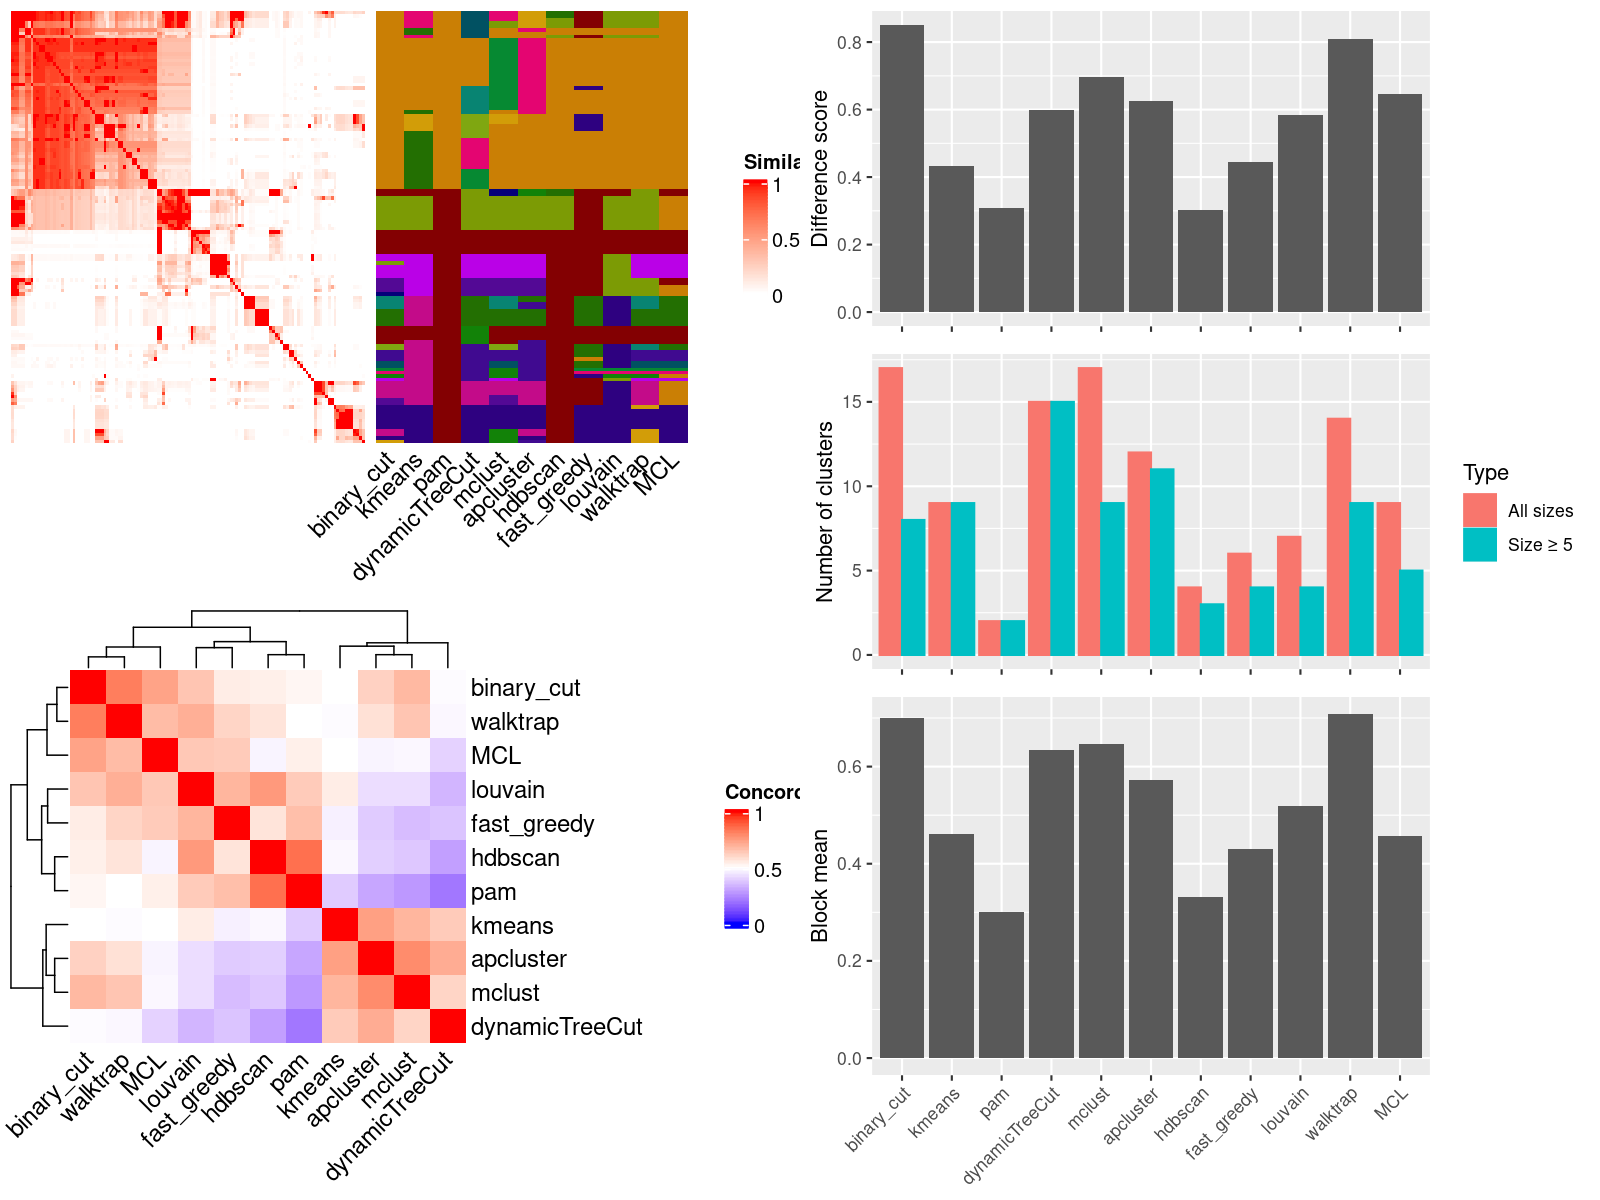 Simila
1
0.5
0
binary_cut
kmeans
pam
dynamicTreeCut
mclust
apcluster
hdbscan
fast_greedy
louvain
walktrap
MCL
Difference score
0.8
0.6
0.4
0.2
0.0
Number of clusters
15
10
5
0
Type
All sizes
Size ≥ 5
binary_cut
walktrap
MCL
louvain
fast_greedy
hdbscan
pam
kmeans
apcluster
mclust
dynamicTreeCut
binary_cut
walktrap
MCL
louvain
fast_greedy
hdbscan
pam
kmeans
apcluster
mclust
dynamicTreeCut
Concorc
1
0.5
0
Block mean
0.6
0.4
0.2
0.0
binary_cut
kmeans
pam
dynamicTreeCut
mclust
apcluster
hdbscan
fast_greedy
louvain
walktrap
MCL